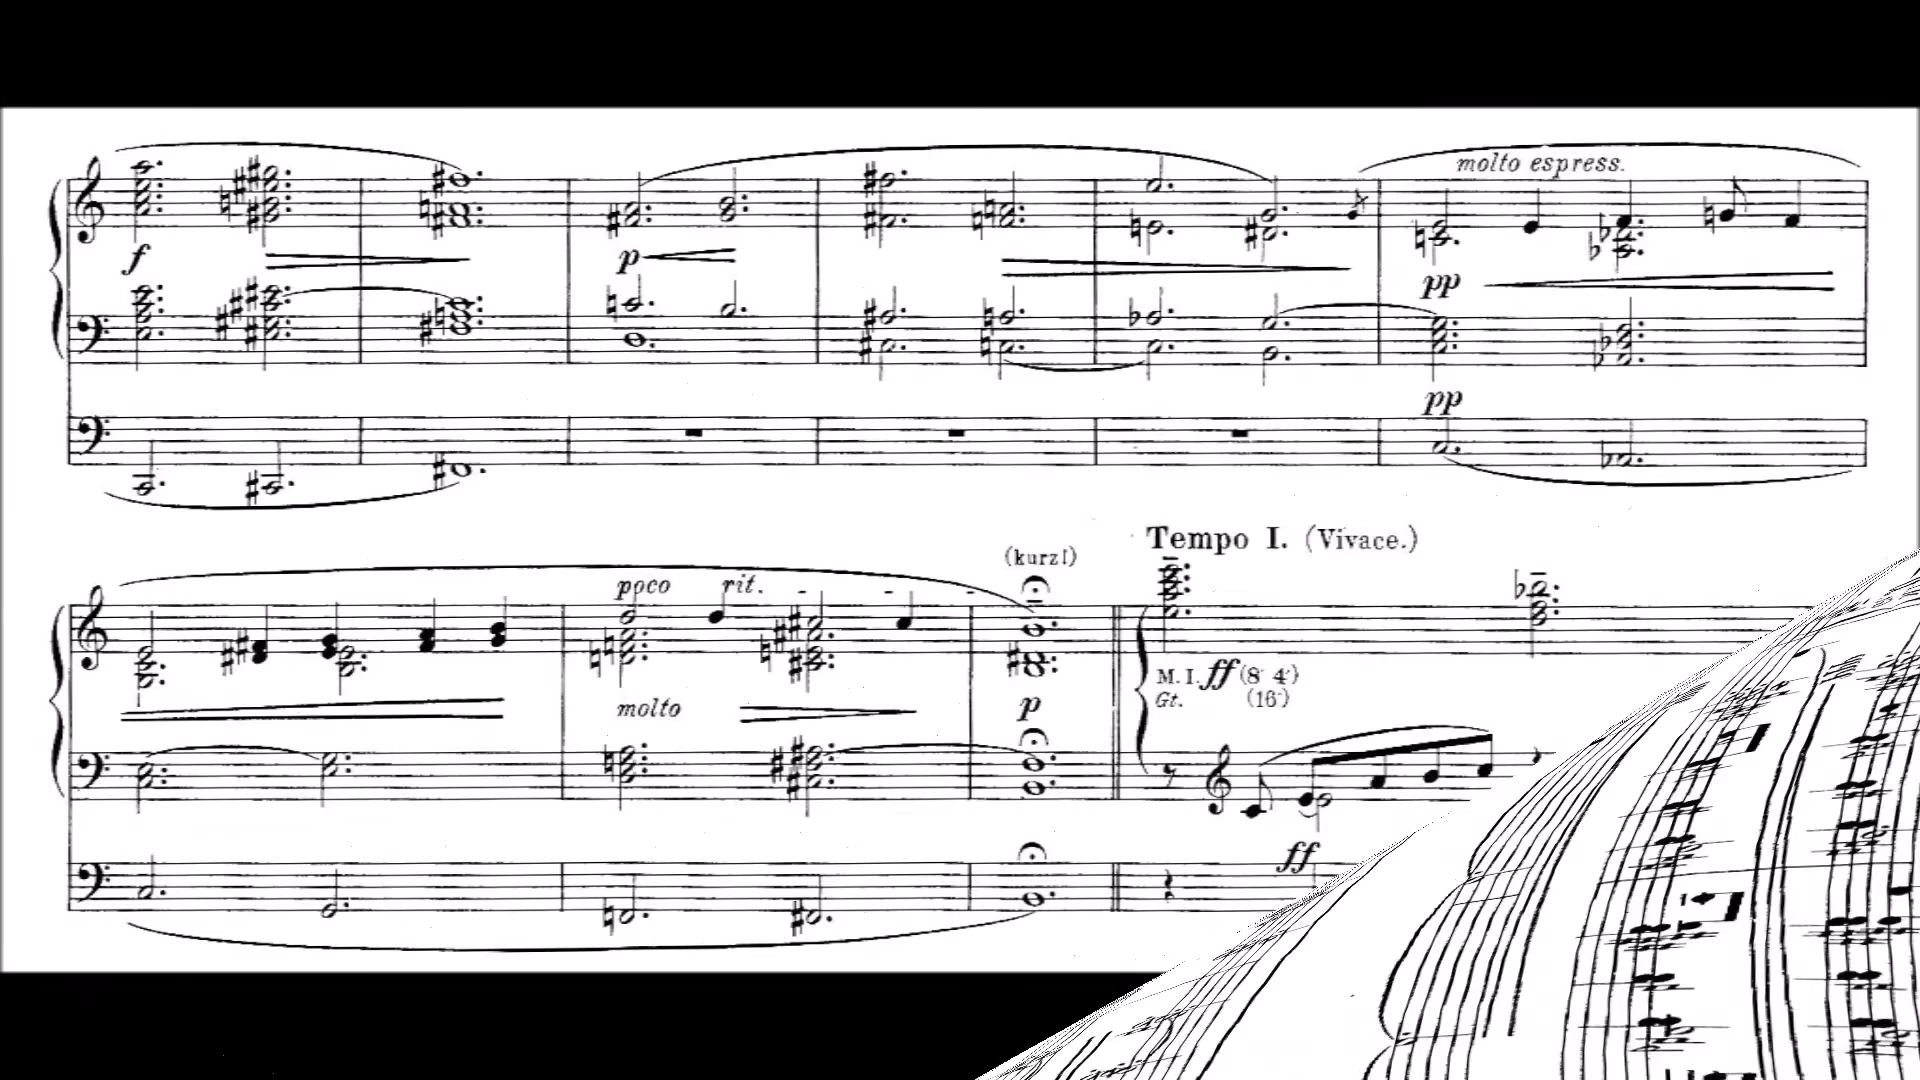 molto espress.
f
p
pp
pp
Tempo I. (Vivace.)
(kurz!)
poco rit.
M. I. ff (8' 4')
Gt. (16')
molto
p
ff